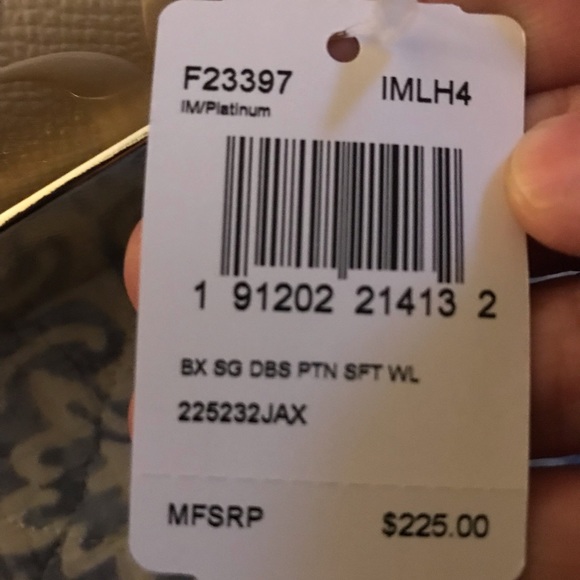 F23397 IMLH4
IM/Platinum
1 91202 21413 2
BX SG DBS PTN SFT WL
225232JAX
MFSRP $225.00